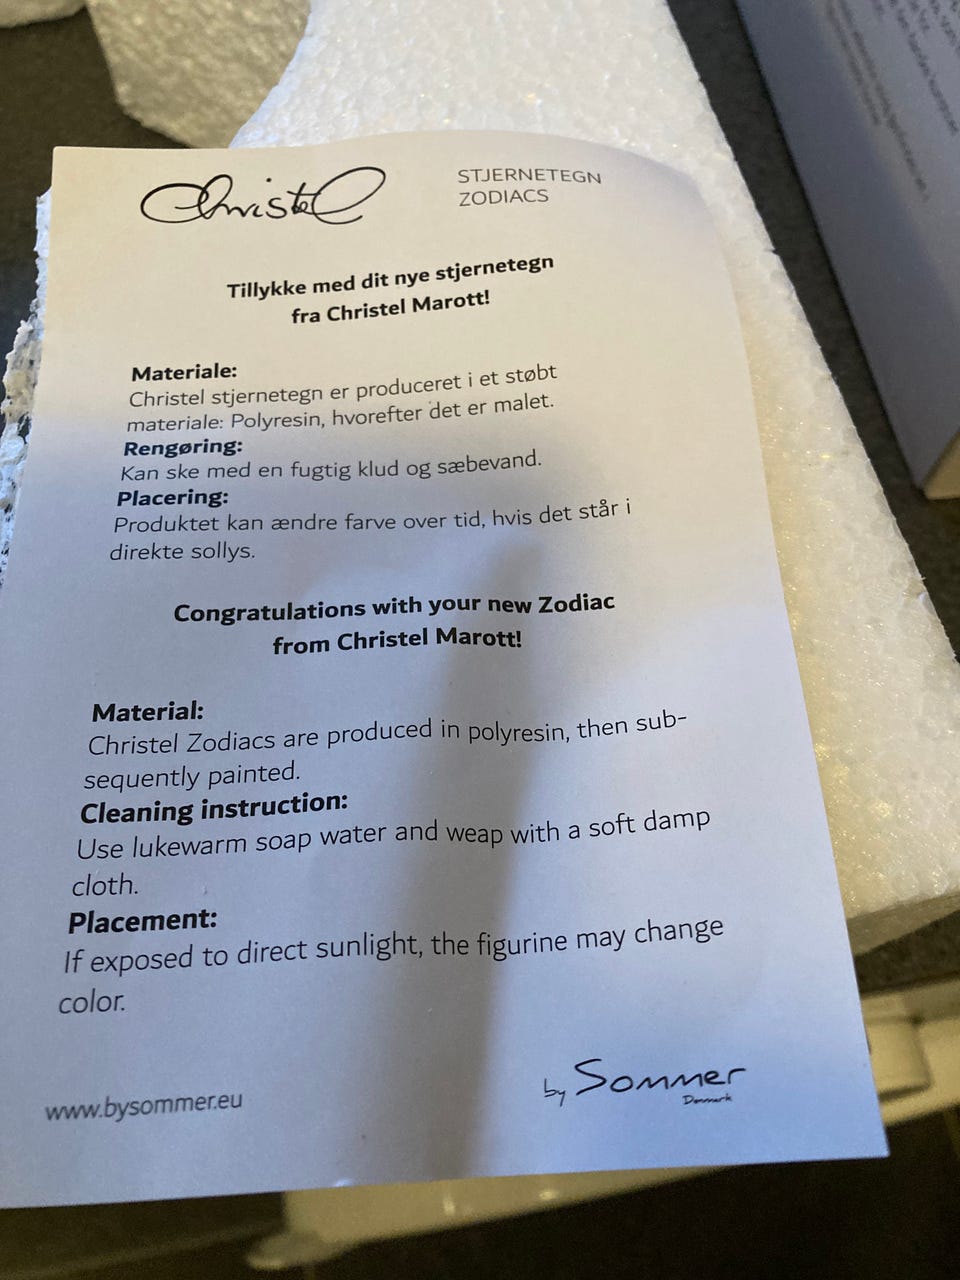 Christel
STJERNETEGN
ZODIACS
Tillykke med dit nye stjernetegn
fra Christel Marott!
Materiale:
Christel stjernetegn er produceret i et støbt
materiale: Polyresin, hvorefter det er malet.
Rengøring:
Kan ske med en fugtig klud og sæbevand.
Placering:
Produktet kan ændre farve over tid, hvis det står i
direkte sollys.
Congratulations with your new Zodiac
from Christel Marott!
Material:
Christel Zodiacs are produced in polyresin, then sub-
sequently painted.
Cleaning instruction:
Use lukewarm soap water and weap with a soft damp
cloth.
Placement:
If exposed to direct sunlight, the figurine may change
color.
www.bysommer.eu
by Sommer
Denmark